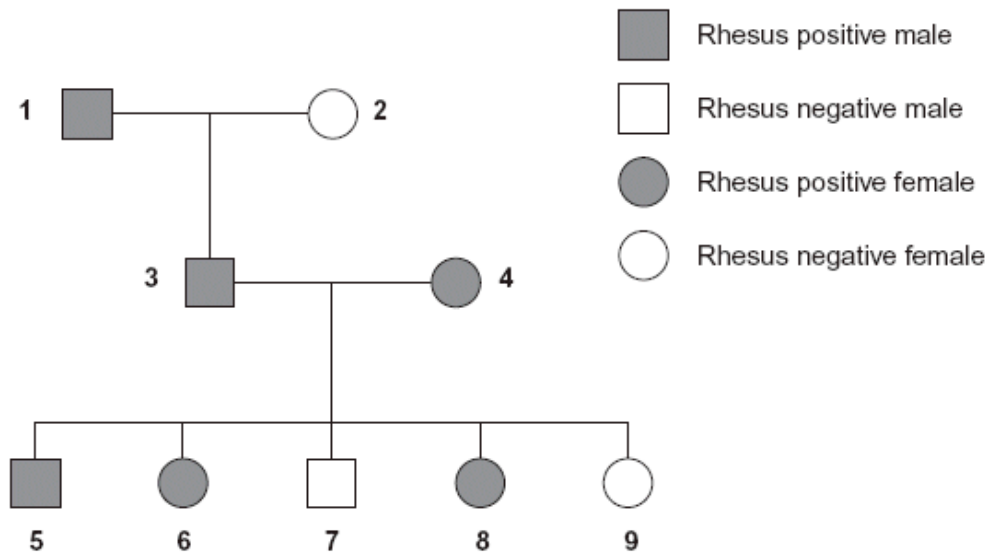 Rhesus positive male
Rhesus negative male
Rhesus positive female
Rhesus negative female
1 2
3 4
5 6 7 8 9